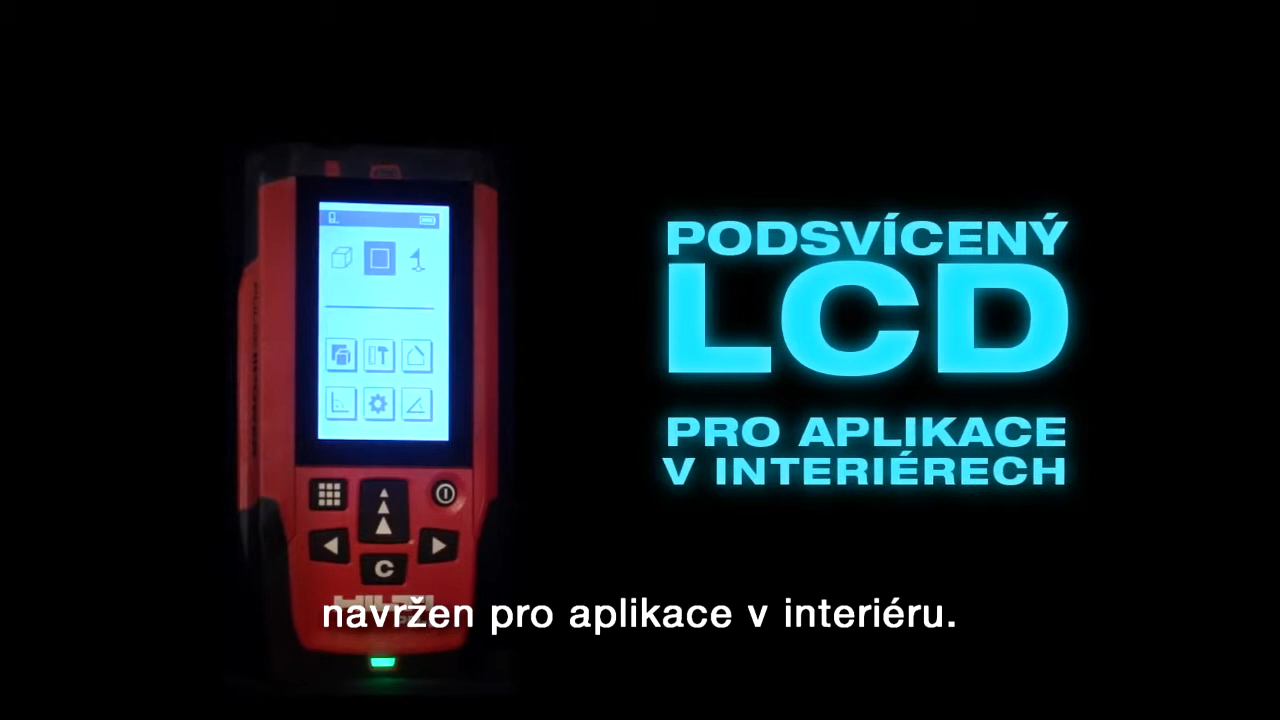 PODSVÍCENÝ
LCD
PRO APLIKACE
V INTERIÉRECH
C
navržen pro aplikace v interiéru.